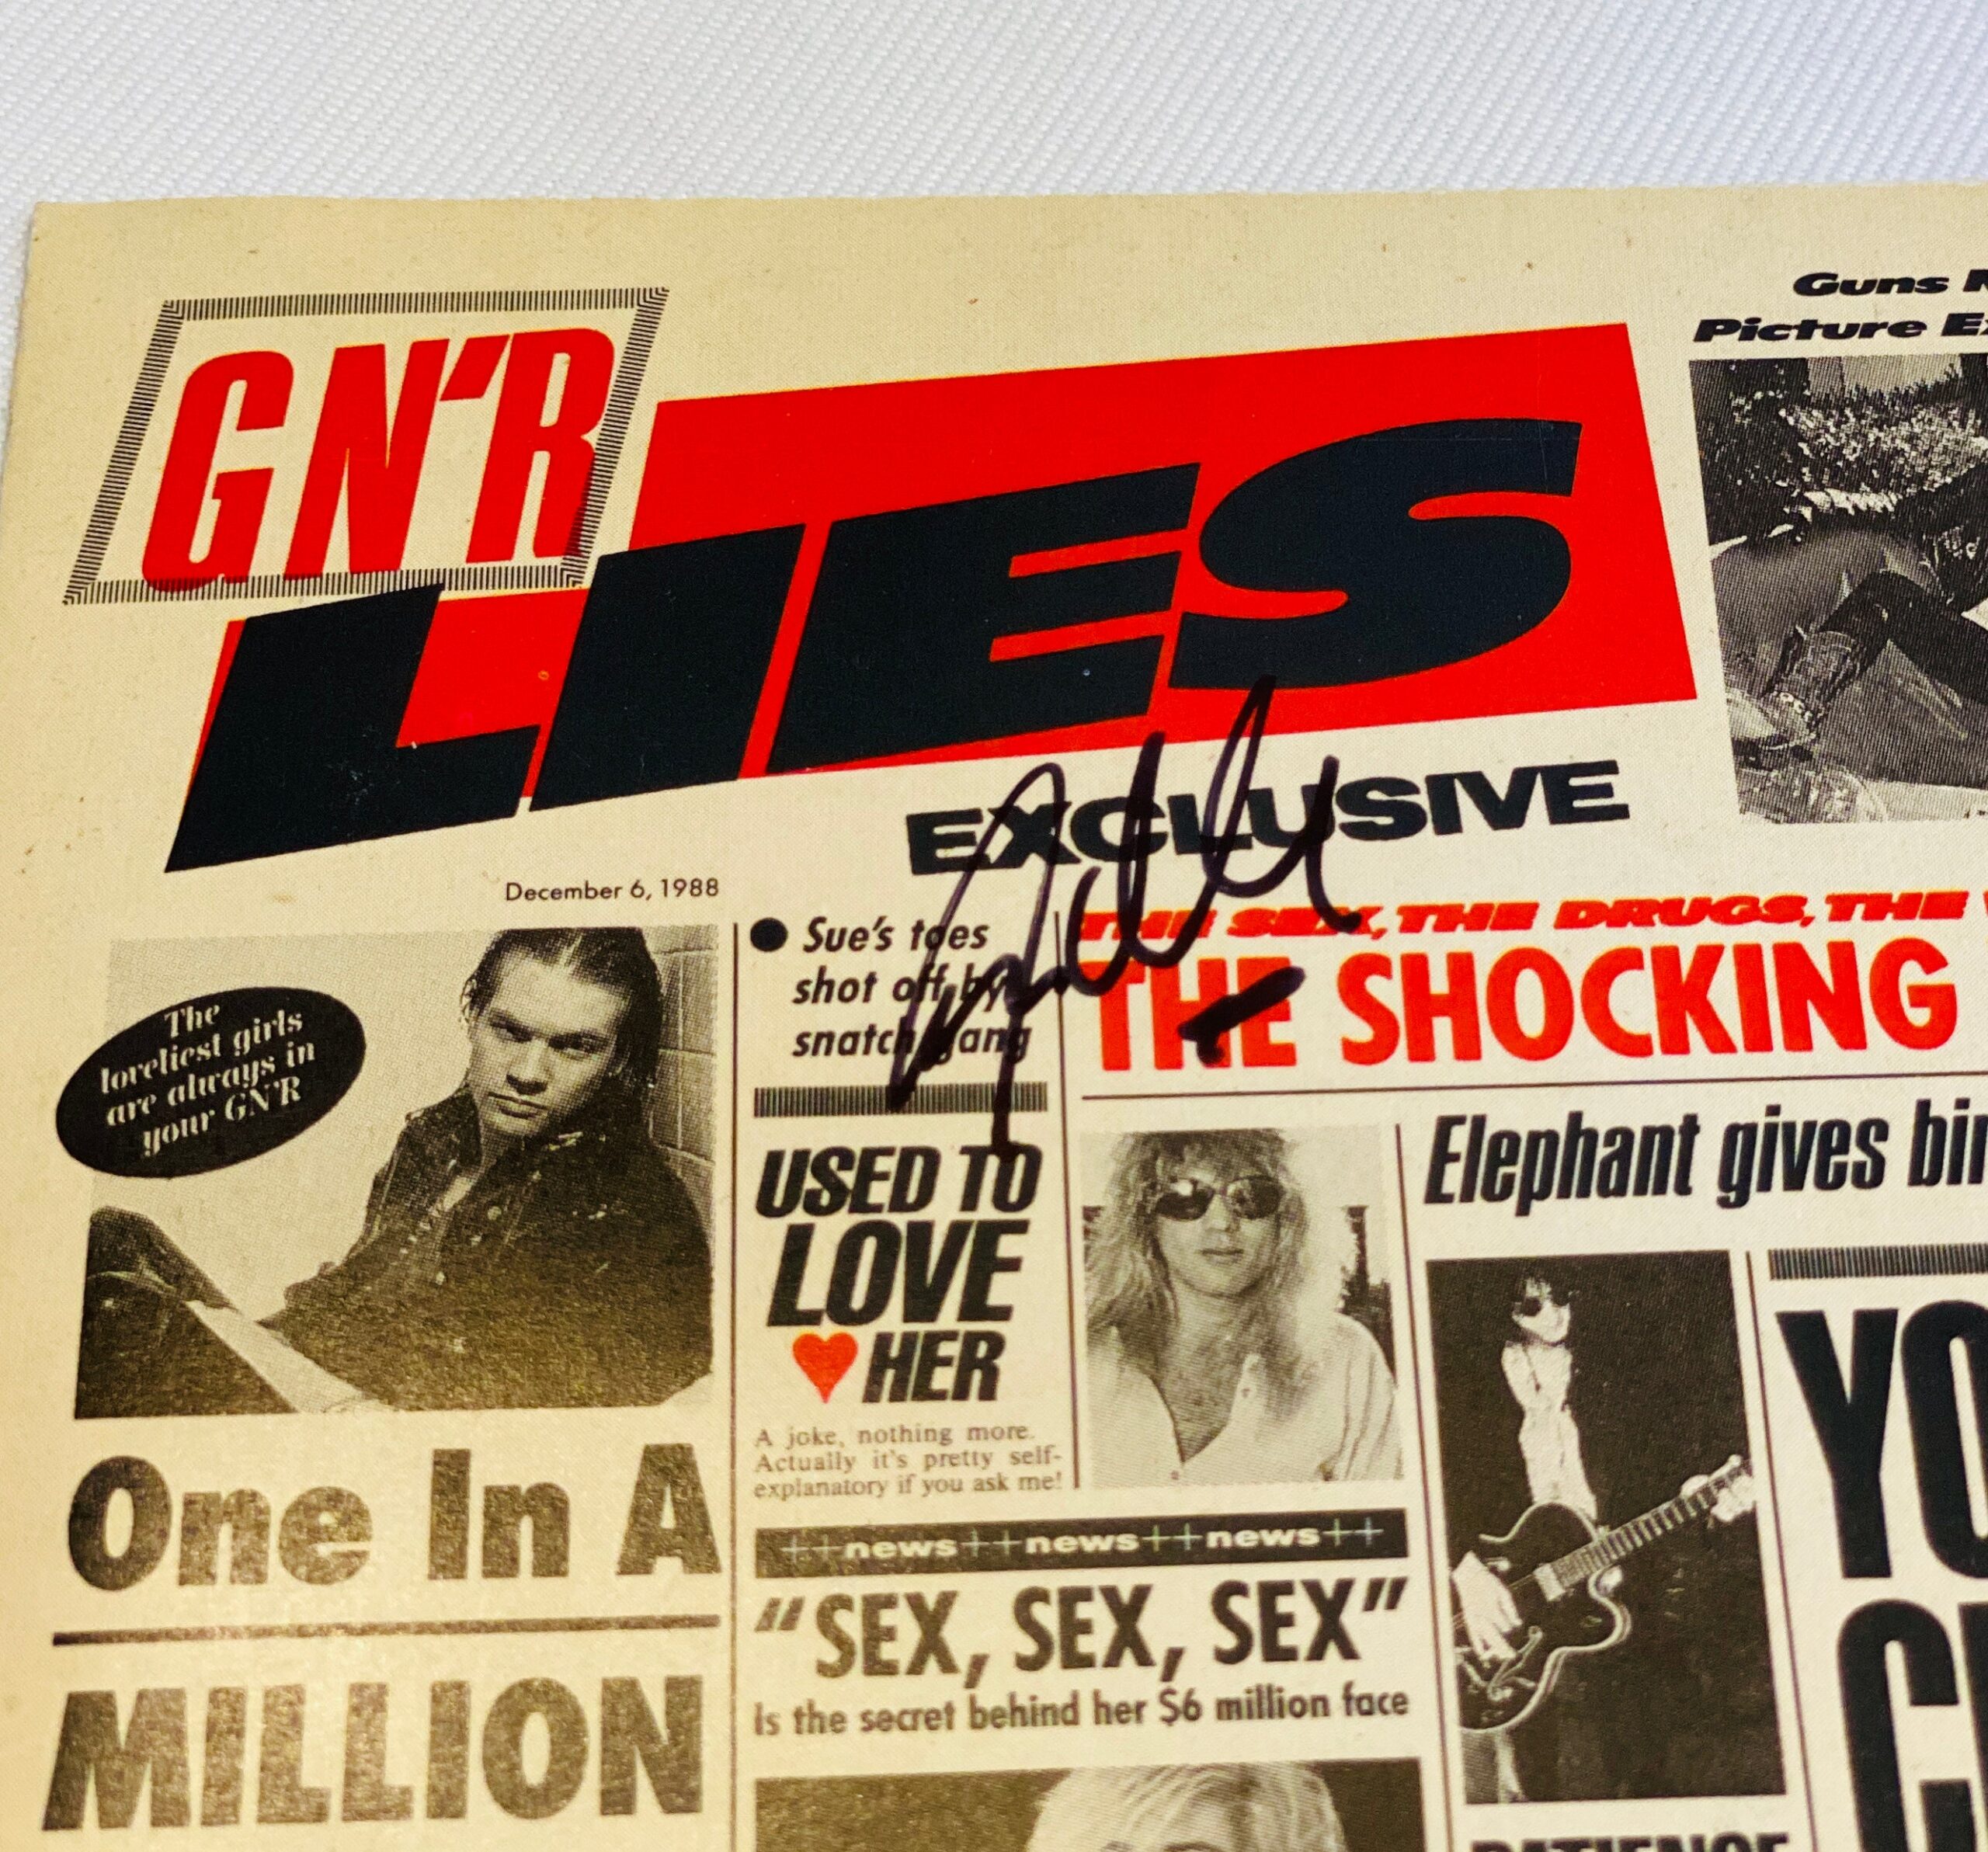 GN'R
LIES
EXCLUSIVE
December 6, 1988
Guns
Picture
The
loveliest girls
are always in
your GN'R
Sue's toes
shot off by
snatch gang
THE SEX, THE DRUGS, THE
THE SHOCKING
USED TO
LOVE
HER
A joke, nothing more.
Actually it's pretty self-
explanatory if you ask me!
Elephant gives
++news++news++news++
"SEX, SEX, SEX"
Is the secret behind her $6 million face
One In A
MILLION
PATIENCE